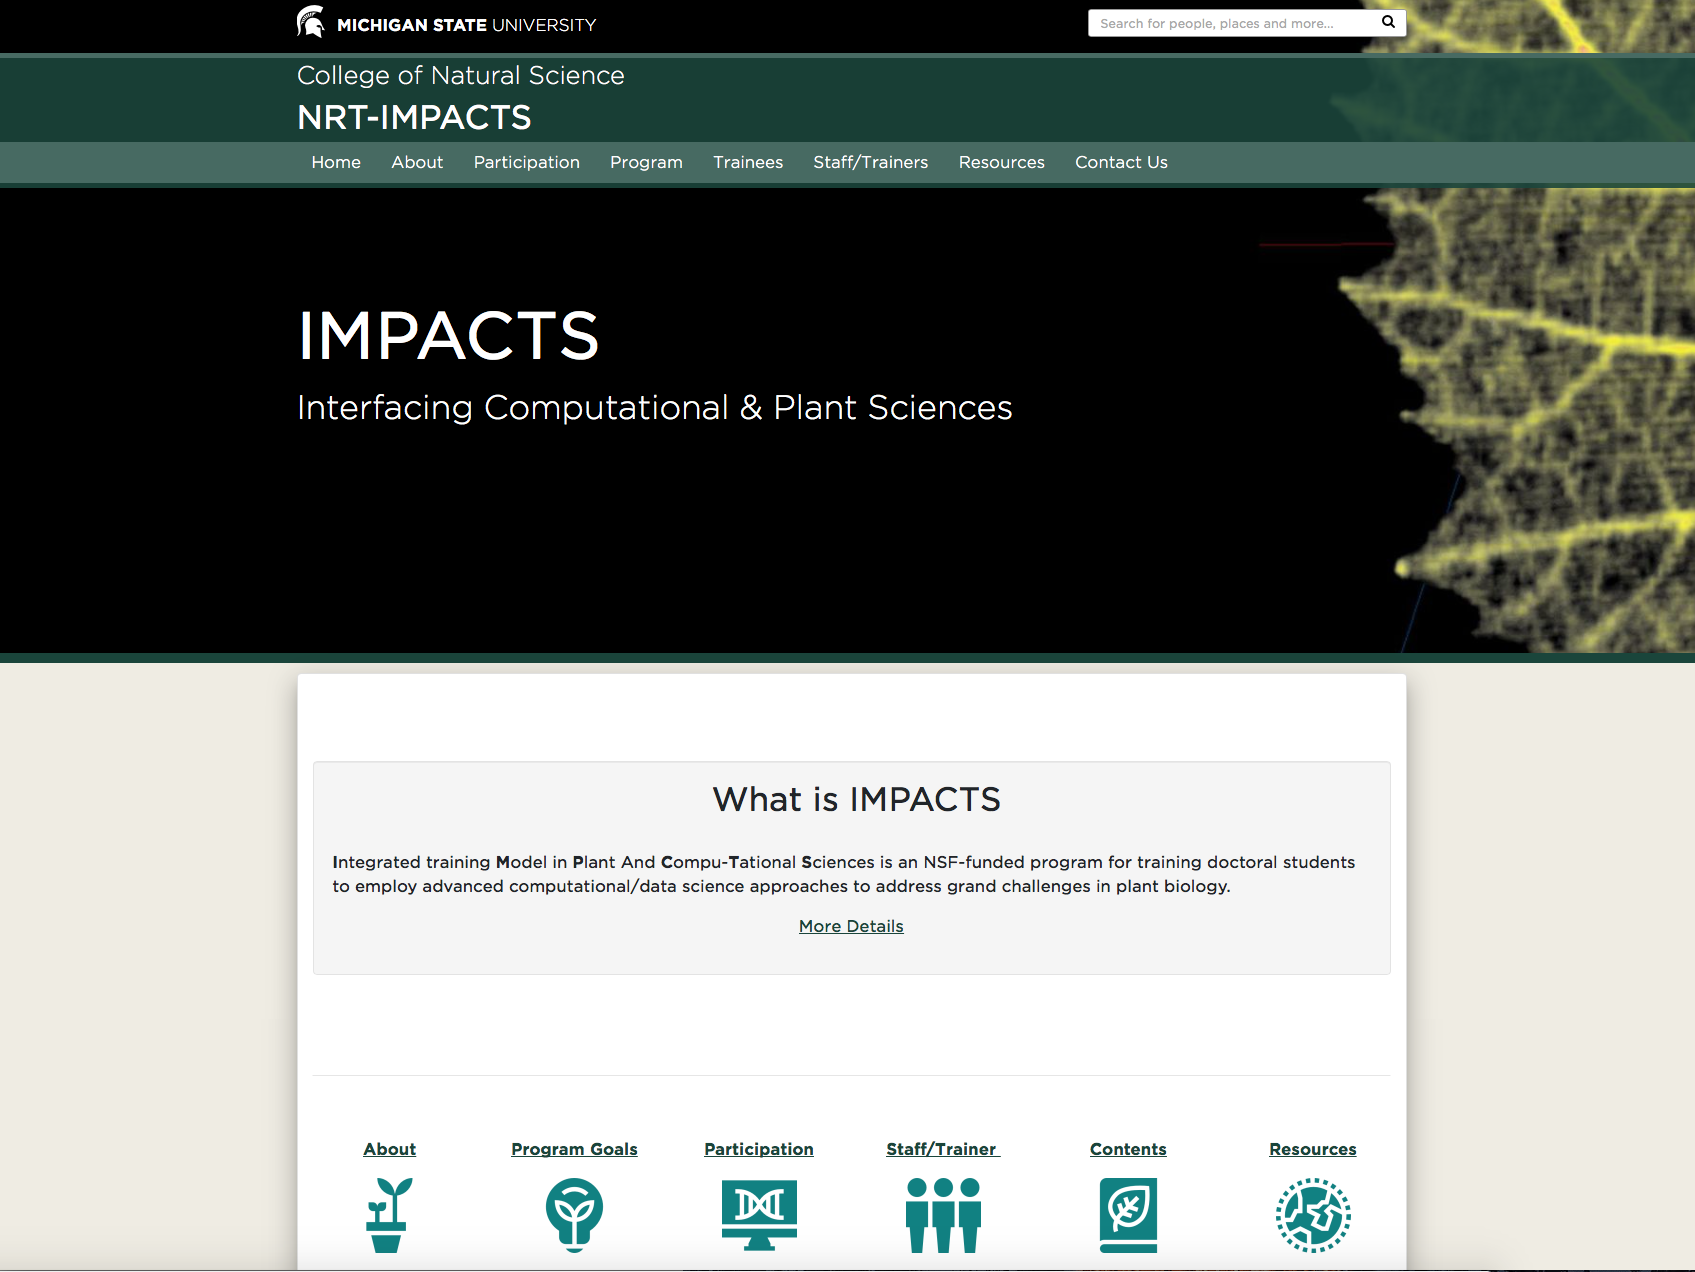 MICHIGAN STATE UNIVERSITY
Search for people, places and more...
College of Natural Science
NRT-IMPACTS
Home About Participation Program Trainees Staff/Trainers Resources Contact Us
IMPACTS
Interfacing Computational & Plant Sciences
What is IMPACTS
Integrated training Model in Plant And Compu-Tational Sciences is an NSF-funded program for training doctoral students
to employ advanced computational/data science approaches to address grand challenges in plant biology.
More Details
About Program Goals Participation Staff/Trainer Contents Resources